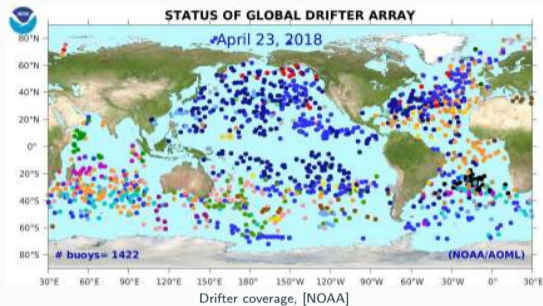 STATUS OF GLOBAL DRIFTER ARRAY
April 23, 2018
80°N
60°N
40°N
20°N
0°
20°S
40°S
60°S
80°S
# buoys= 1422
(NOAA/AOML)
30°E 60°E 90°E 120°E 150°E 180°E 150°W 120°W 90°W 60°W 30°W 0° 30°E
Drifter coverage, [NOAA]